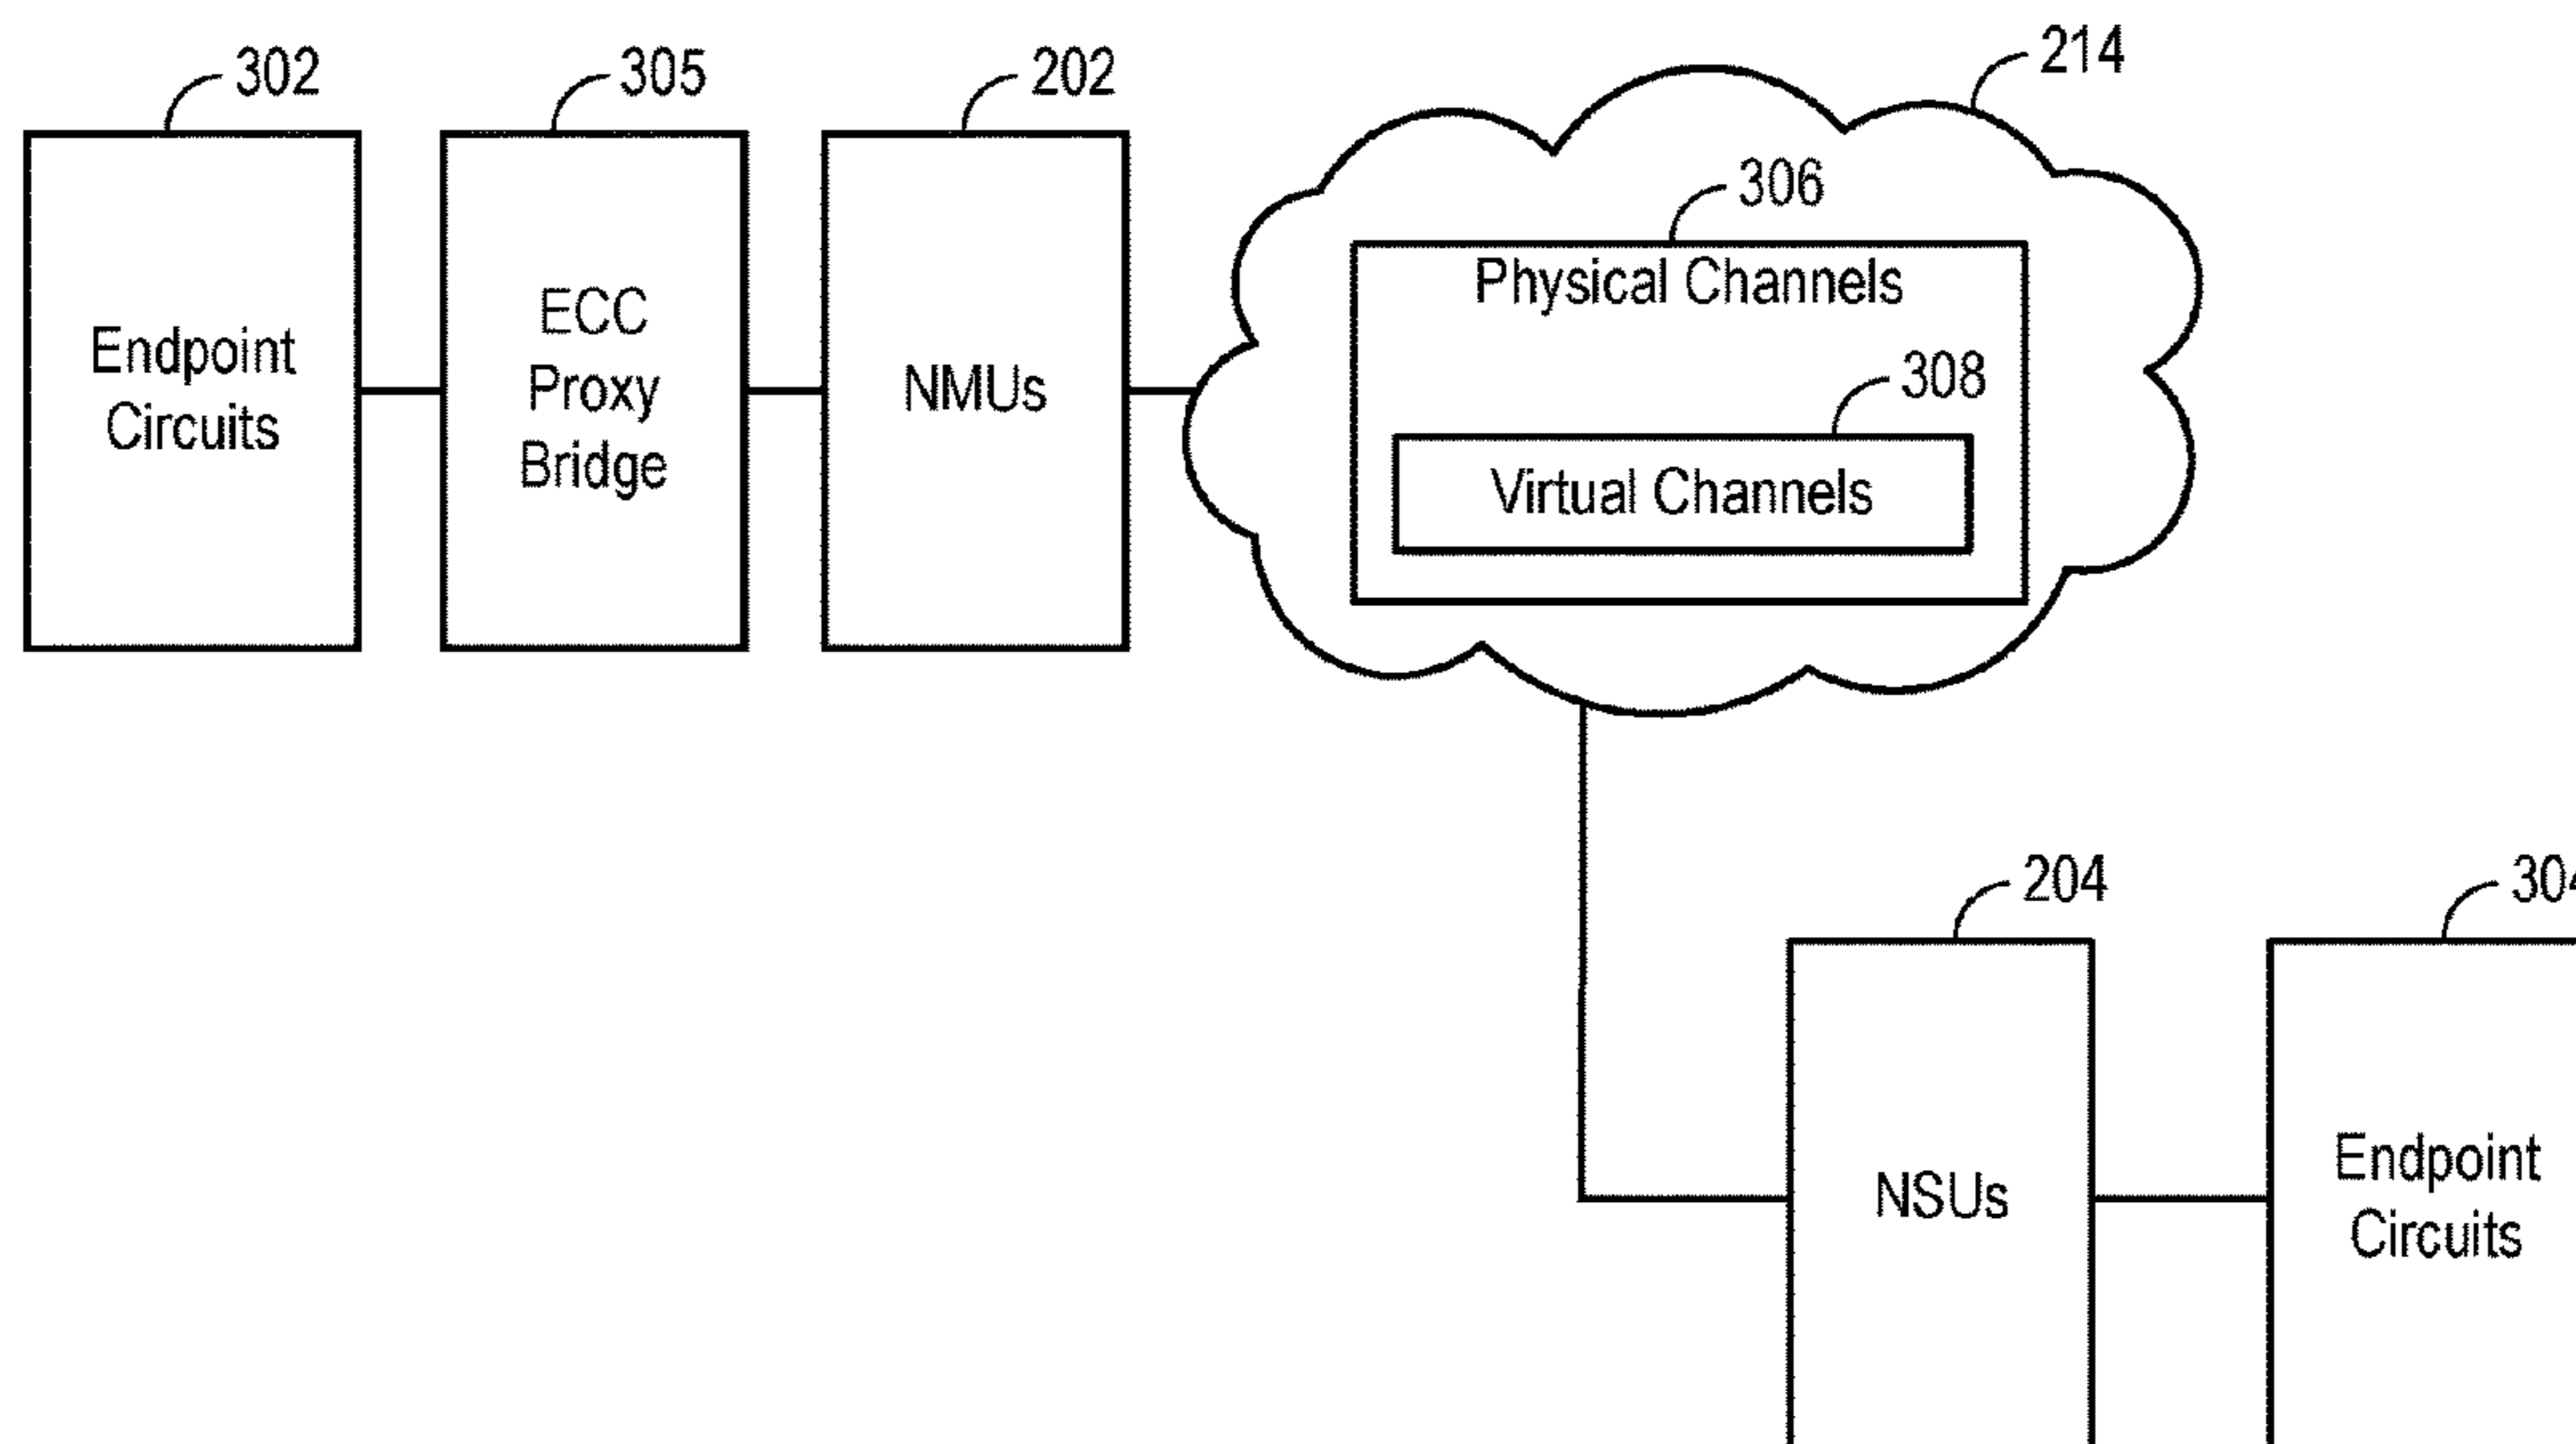 302
305
202
214
306
Physical Channels
308
Virtual Channels
Endpoint
Circuits
ECC
Proxy
Bridge
NMUs
204
304
NSUs
Endpoint
Circuits